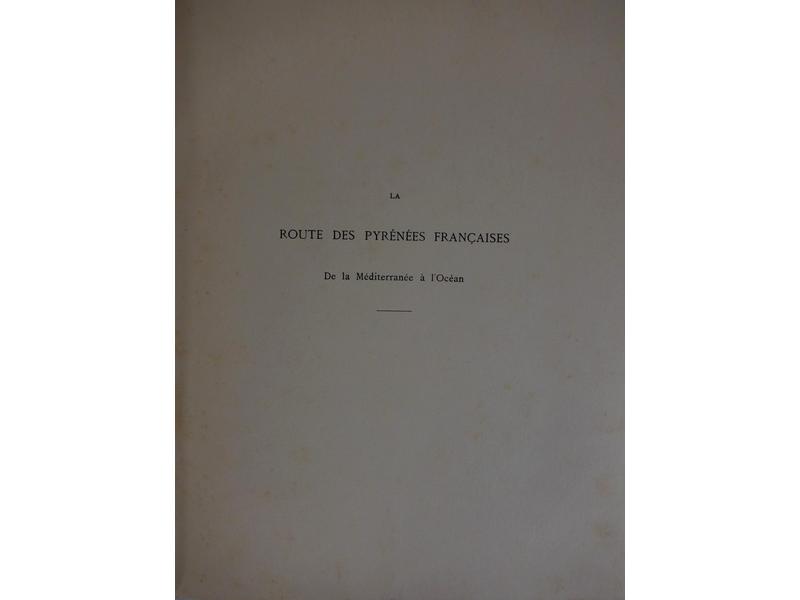 LA
ROUTE DES PYRÉNÉES FRANÇAISES
De la Méditerranée à l'Océan